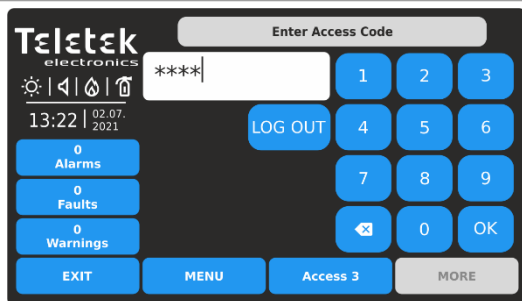 Teletek
electronics
Enter Access Code
****
13:22
02.07.
2021
LOG OUT
1 2 3
4 5 6
7 8 9
0 OK
0
Alarms
0
Faults
0
Warnings
EXIT MENU Access 3 MORE